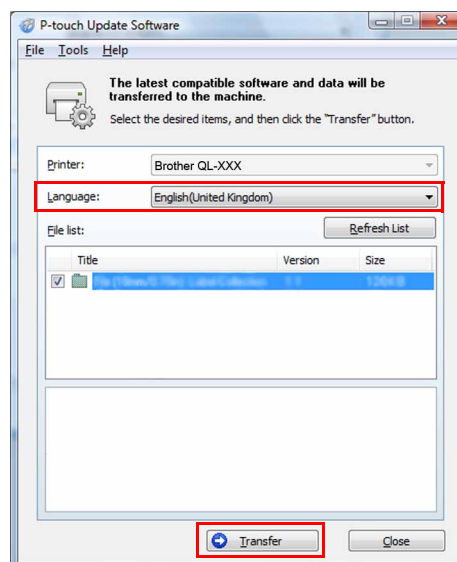 P-touch Update Software
File Tools Help
The latest compatible software and data will be
transferred to the machine.
Select the desired items, and then click the "Transfer" button.
Printer: Brother QL-XXX
Language: English(United Kingdom)
File list: Refresh List
Title Version Size
Transfer Close